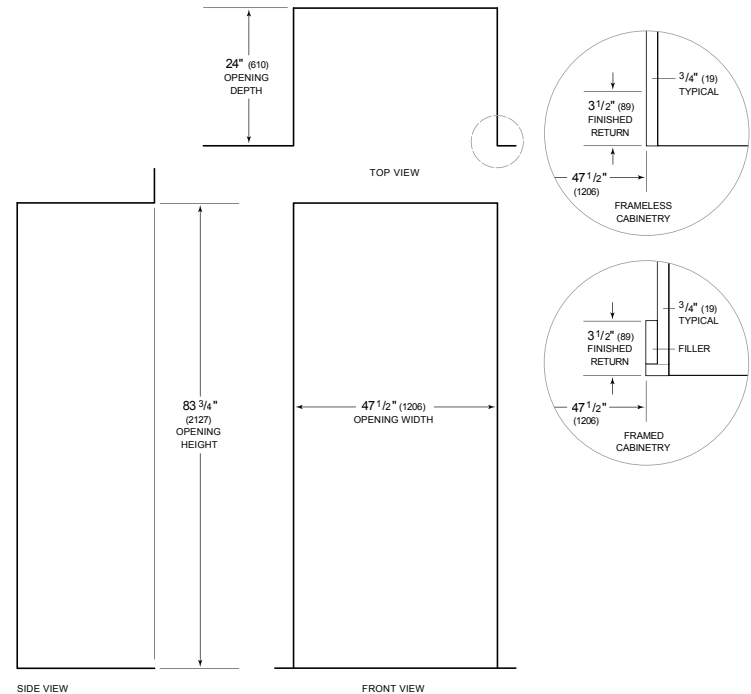 24" (610)
OPENING
DEPTH
TOP VIEW
3/4" (19)
TYPICAL
3 1/2" (89)
FINISHED
RETURN
47 1/2"
(1206)
FRAMELESS
CABINETRY
3/4" (19)
TYPICAL
3 1/2" (89)
FINISHED
RETURN
FILLER
47 1/2"
(1206)
FRAMED
CABINETRY
83 3/4"
(2127)
OPENING
HEIGHT
47 1/2" (1206)
OPENING WIDTH
SIDE VIEW
FRONT VIEW